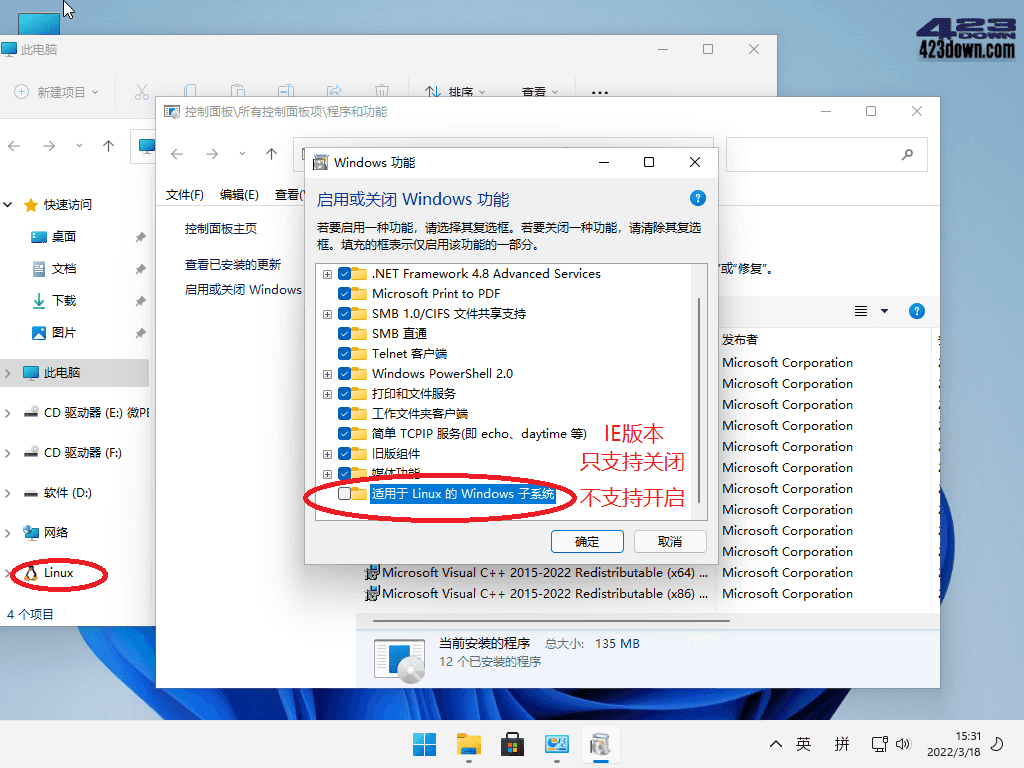 423
DOWN
423down.com
此电脑
新建项目
排序
查看
控制面板\所有控制面板项\程序和功能
文件(F)
编辑(E)
查看(
控制面板主页
查看已安装的更新
启用或关闭 Windows
快速访问
桌面
文档
下载
图片
此电脑
CD 驱动器 (E:) 微PE
CD 驱动器 (F:)
软件 (D:)
网络
Linux
4 个项目
Windows 功能
启用或关闭 Windows 功能
若要启用一种功能，请选择其复选框。若要关闭一种功能，请清除其复选
框。填充的框表示仅启用该功能的一部分。
.NET Framework 4.8 Advanced Services
Microsoft Print to PDF
SMB 1.0/CIFS 文件共享支持
SMB 直通
Telnet 客户端
Windows PowerShell 2.0
打印和文件服务
工作文件夹客户端
简单 TCPIP 服务(即 echo、daytime 等)
旧版组件
媒体功能
适用于 Linux 的 Windows 子系统
IE版本
只支持关闭
不支持开启
确定
取消
或“修复”。
发布者
Microsoft Corporation
Microsoft Corporation
Microsoft Corporation
Microsoft Corporation
Microsoft Corporation
Microsoft Corporation
Microsoft Corporation
Microsoft Corporation
Microsoft Corporation
Microsoft Corporation
Microsoft Visual C++ 2015-2022 Redistributable (x64) ...
Microsoft Corporation
Microsoft Visual C++ 2015-2022 Redistributable (x86) ...
Microsoft Corporation
当前安装的程序 总大小: 135 MB
12 个已安装的程序
英
拼
15:31
2022/3/18